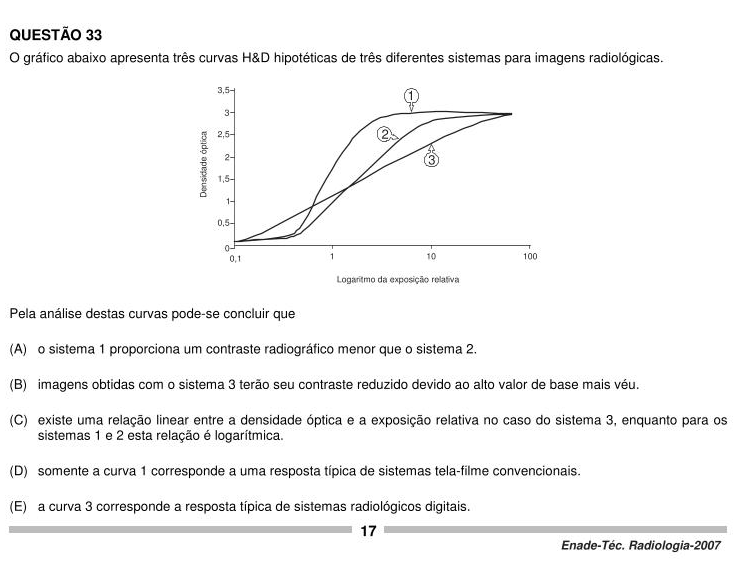 QUESTÃO 33
O gráfico abaixo apresenta três curvas H&D hipotéticas de três diferentes sistemas para imagens radiológicas.
3,5
3
2,5
2
1,5
1
0,5
0
Densidade óptica
1
2
3
0,1
1
10
100
Logaritmo da exposição relativa
Pela análise destas curvas pode-se concluir que
(A) o sistema 1 proporciona um contraste radiográfico menor que o sistema 2.
(B) imagens obtidas com o sistema 3 terão seu contraste reduzido devido ao alto valor de base mais véu.
(C) existe uma relação linear entre a densidade óptica e a exposição relativa no caso do sistema 3, enquanto para os
sistemas 1 e 2 esta relação é logarítmica.
(D) somente a curva 1 corresponde a uma resposta típica de sistemas tela-filme convencionais.
(E) a curva 3 corresponde a resposta típica de sistemas radiológicos digitais.
17
Enade-Téc. Radiologia-2007